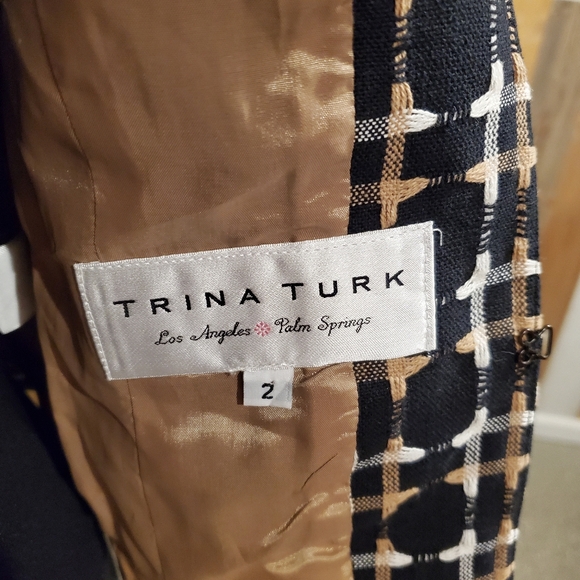 TRINA TURK
Los Angeles Palm Springs
2